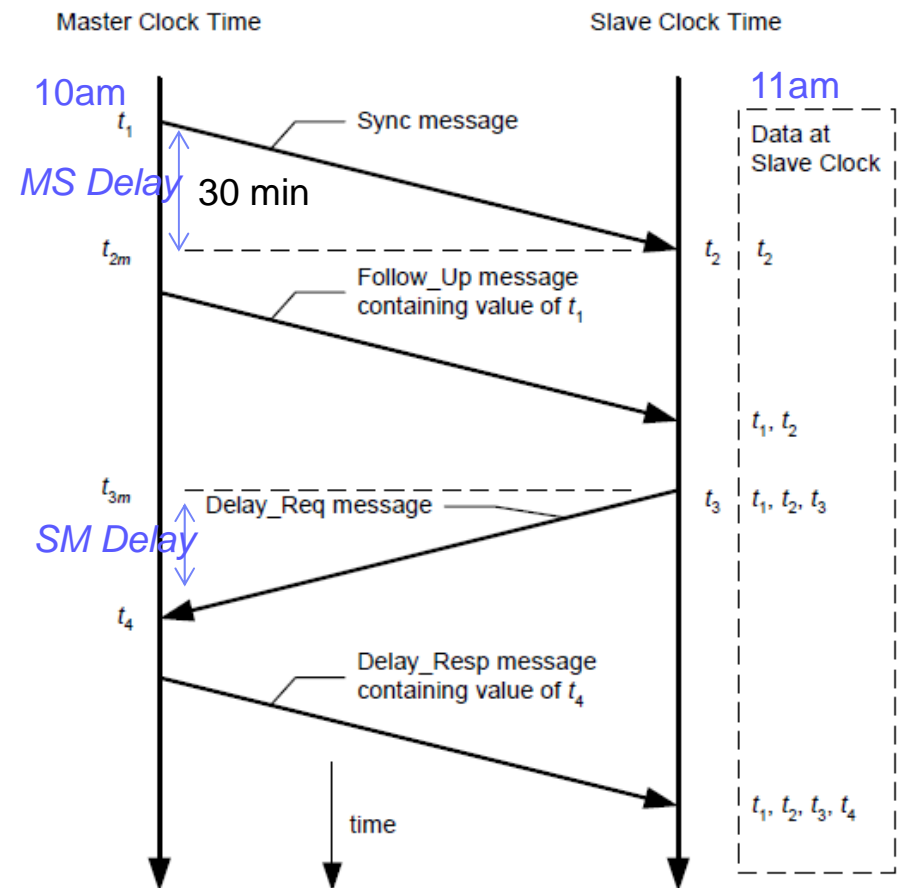 Master Clock Time
Slave Clock Time
10am
11am
t1
Sync message
Data at
Slave Clock
MS Delay
30 min
t2m
t2
t2
Follow_Up message
containing value of t1
t1, t2
t3m
Delay_Req message
t3
t1, t2, t3
SM Delay
t4
Delay_Resp message
containing value of t4
t1, t2, t3, t4
time